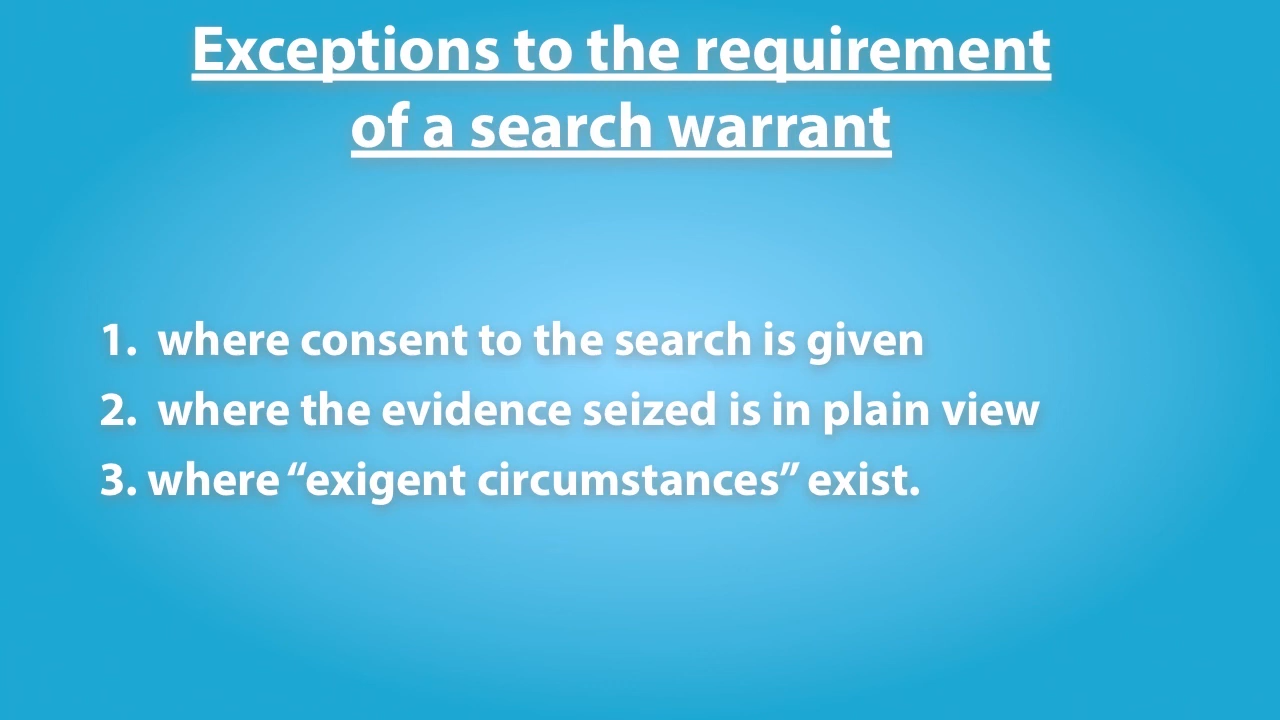 Exceptions to the requirement
of a search warrant
1. where consent to the search is given
2. where the evidence seized is in plain view
3. where “exigent circumstances” exist.